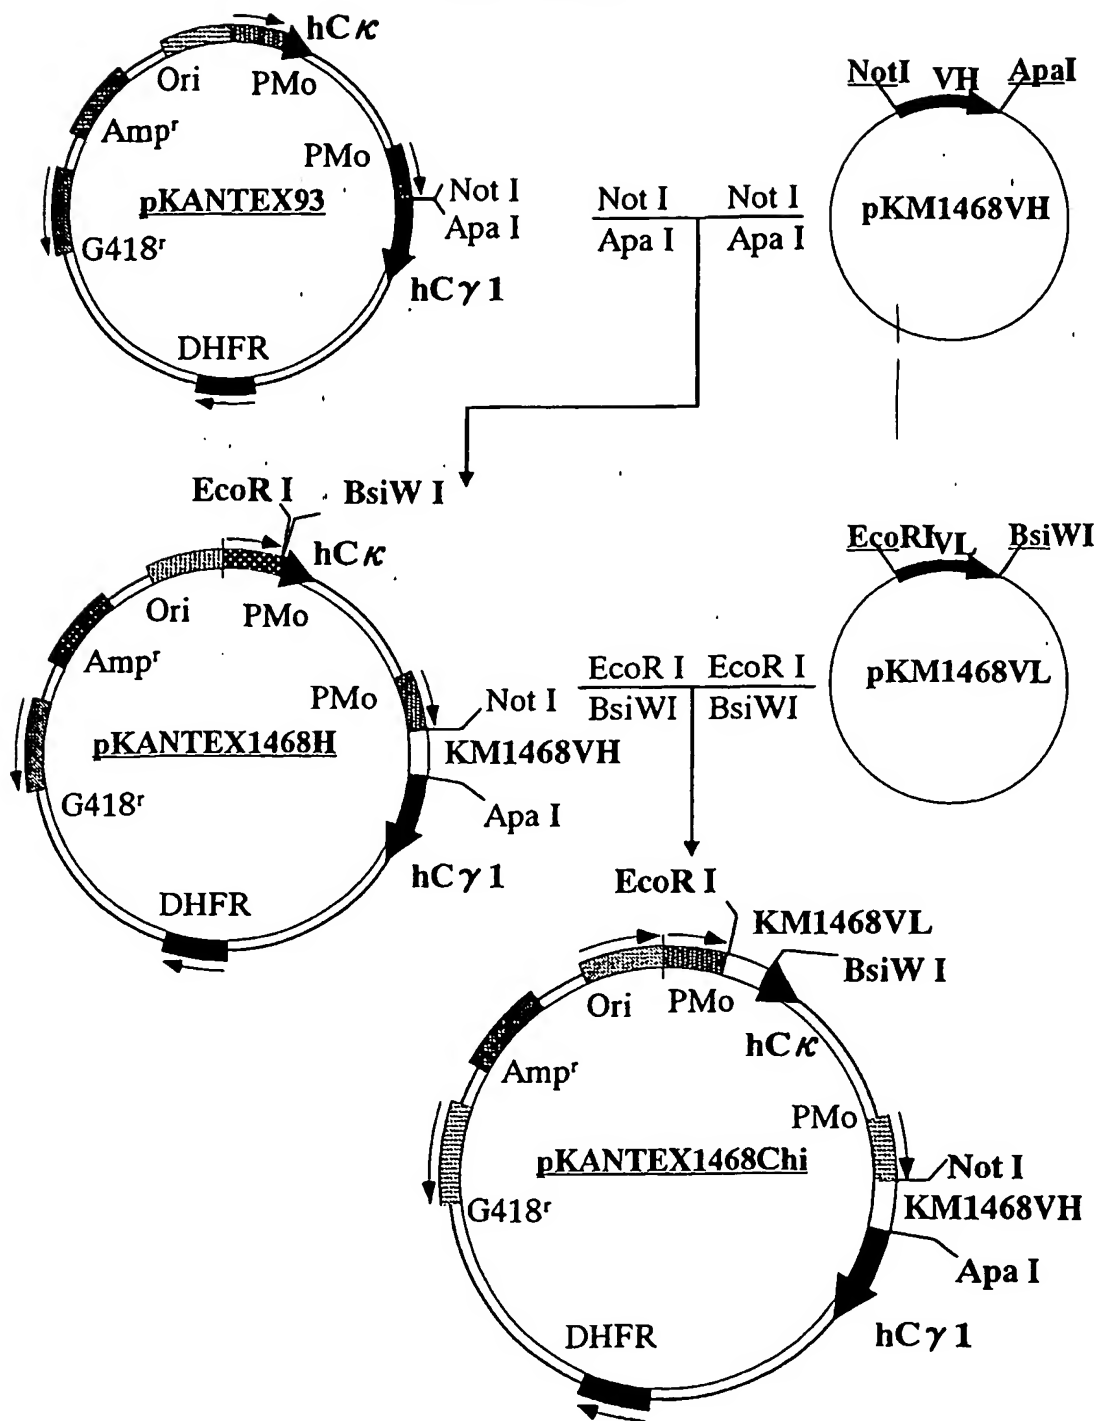 hCκ
Ori
PMo
Ampʳ
PMo
pKANTEX93
Not I
Apa I
G418ʳ
hCγ1
DHFR
Not I
Apa I
Not I
Apa I
NotI
VH
ApaI
pKM1468VH
EcoR I
BsiW I
hCκ
Ori
PMo
Ampʳ
PMo
Not I
pKANTEX1468H
KM1468VH
G418ʳ
Apa I
hCγ1
DHFR
EcoR I
BsiWI
EcoR I
BsiWI
EcoRI
VL
BsiWI
pKM1468VL
EcoR I
KM1468VL
BsiW I
Ori
PMo
hCκ
Ampʳ
PMo
pKANTEX1468Chi
Not I
G418ʳ
KM1468VH
Apa I
hCγ1
DHFR